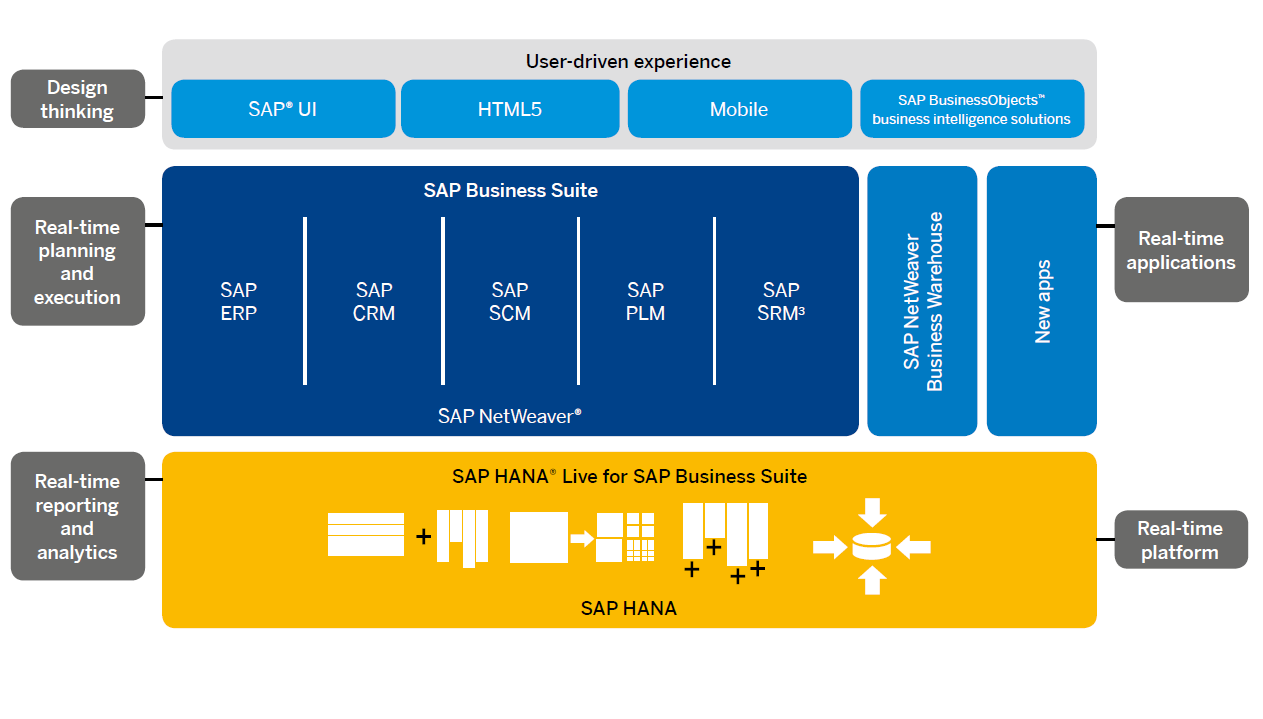 User-driven experience
Design
thinking
SAP® UI
HTML5
Mobile
SAP BusinessObjects™
business intelligence solutions
Real-time
planning
and
execution
SAP Business Suite
SAP
ERP
SAP
CRM
SAP
SCM
SAP
PLM
SAP
SRM³
SAP NetWeaver®
SAP NetWeaver
Business Warehouse
New apps
Real-time
applications
Real-time
reporting
and
analytics
SAP HANA® Live for SAP Business Suite
SAP HANA
Real-time
platform